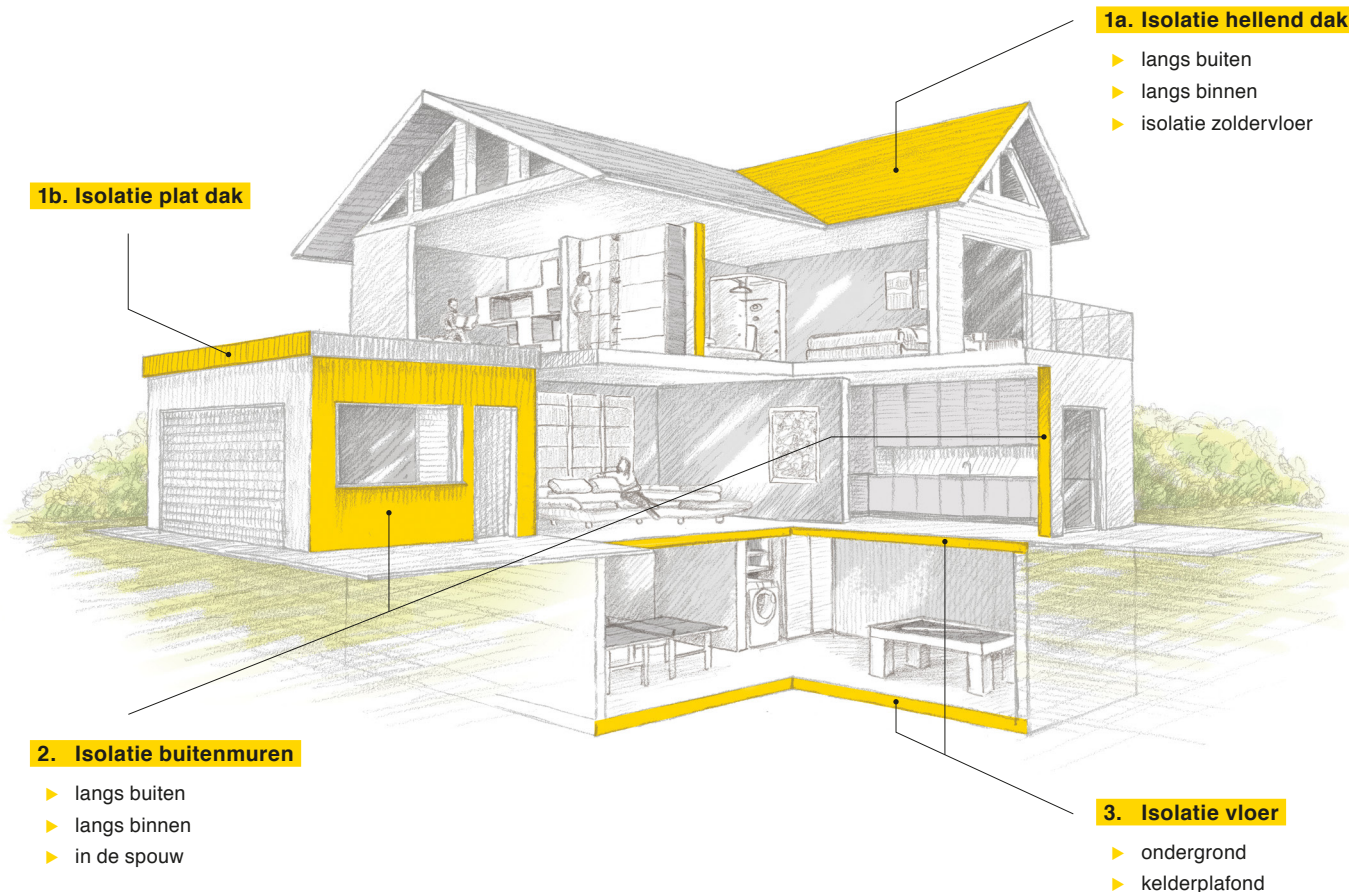 1a. Isolatie hellend dak
langs buiten
langs binnen
isolatie zoldervloer
1b. Isolatie plat dak
2. Isolatie buitenmuren
langs buiten
langs binnen
in de spouw
3. Isolatie vloer
ondergrond
kelderplafond